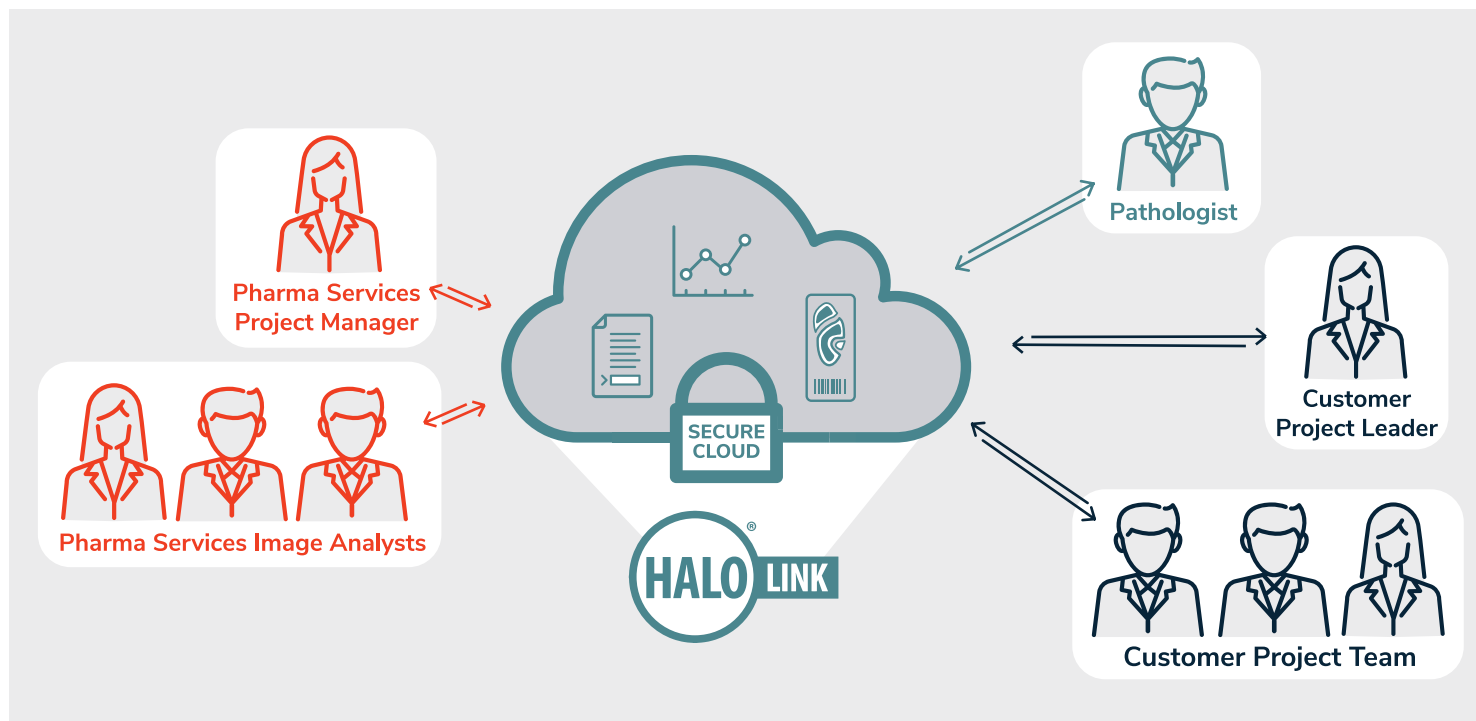 Pharma Services
Project Manager
Pharma Services Image Analysts
SECURE
CLOUD
HALO LINK
®
Pathologist
Customer
Project Leader
Customer Project Team